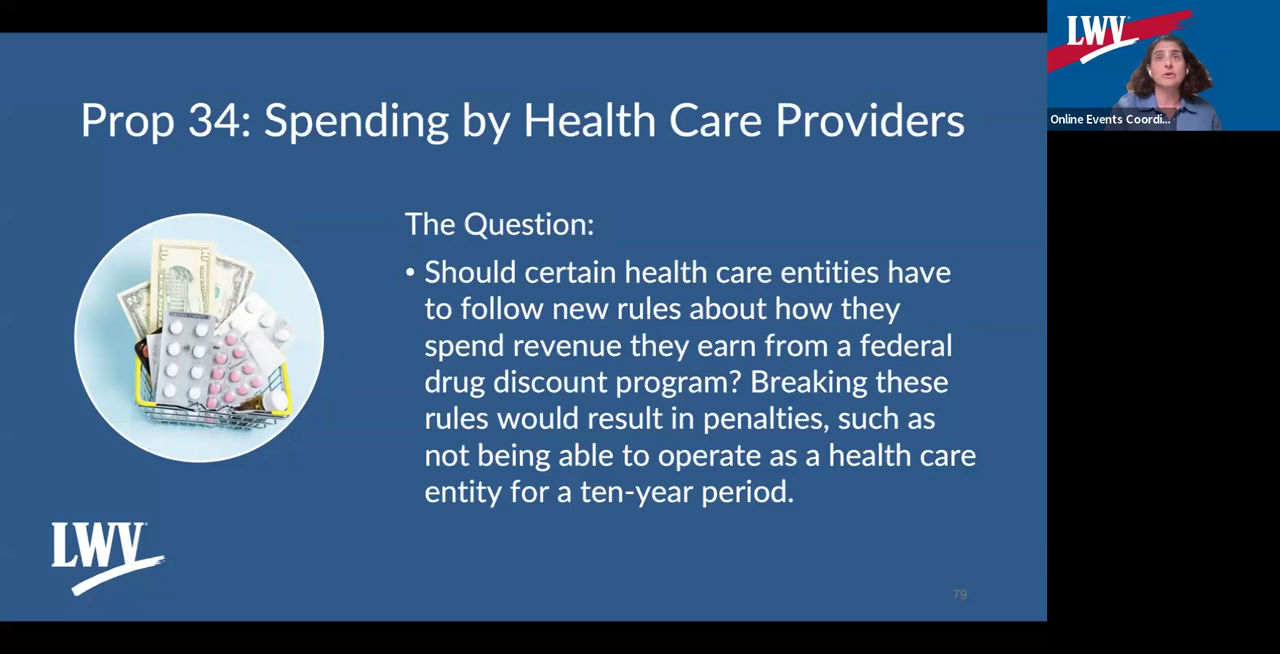 Prop 34: Spending by Health Care Providers
The Question:
• Should certain health care entities have
to follow new rules about how they
spend revenue they earn from a federal
drug discount program? Breaking these
rules would result in penalties, such as
not being able to operate as a health care
entity for a ten-year period.
LWV
79
LWV
Online Events Coordi...